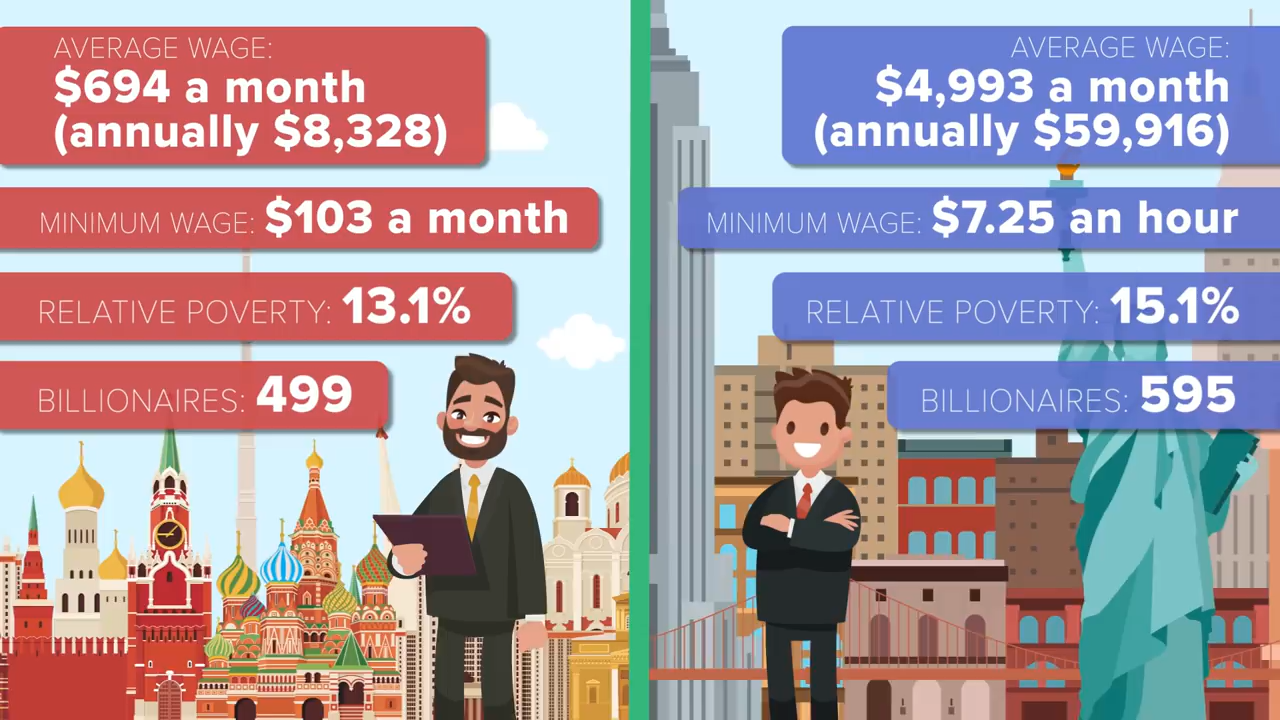 AVERAGE WAGE:
$694 a month
(annually $8,328)
MINIMUM WAGE: $103 a month
RELATIVE POVERTY: 13.1%
BILLIONAIRES: 499
AVERAGE WAGE:
$4,993 a month
(annually $59,916)
MINIMUM WAGE: $7.25 an hour
RELATIVE POVERTY: 15.1%
BILLIONAIRES: 595